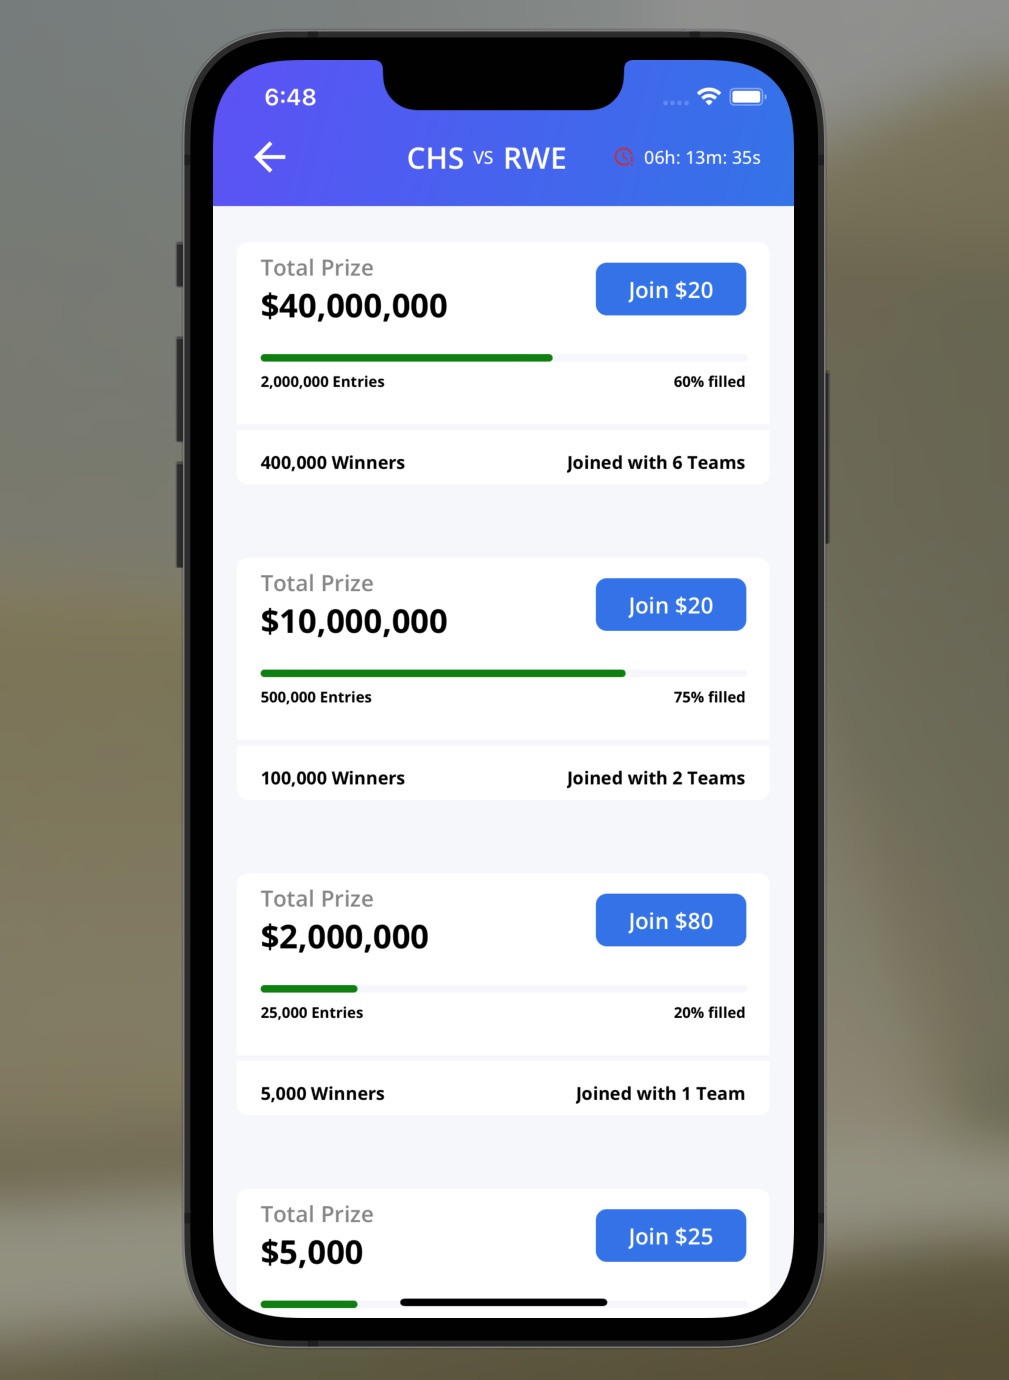 6:48
CHS VS RWE
06h: 13m: 35s
Total Prize
$40,000,000
Join $20
2,000,000 Entries
60% filled
400,000 Winners
Joined with 6 Teams
Total Prize
$10,000,000
Join $20
500,000 Entries
75% filled
100,000 Winners
Joined with 2 Teams
Total Prize
$2,000,000
Join $80
25,000 Entries
20% filled
5,000 Winners
Joined with 1 Team
Total Prize
$5,000
Join $25